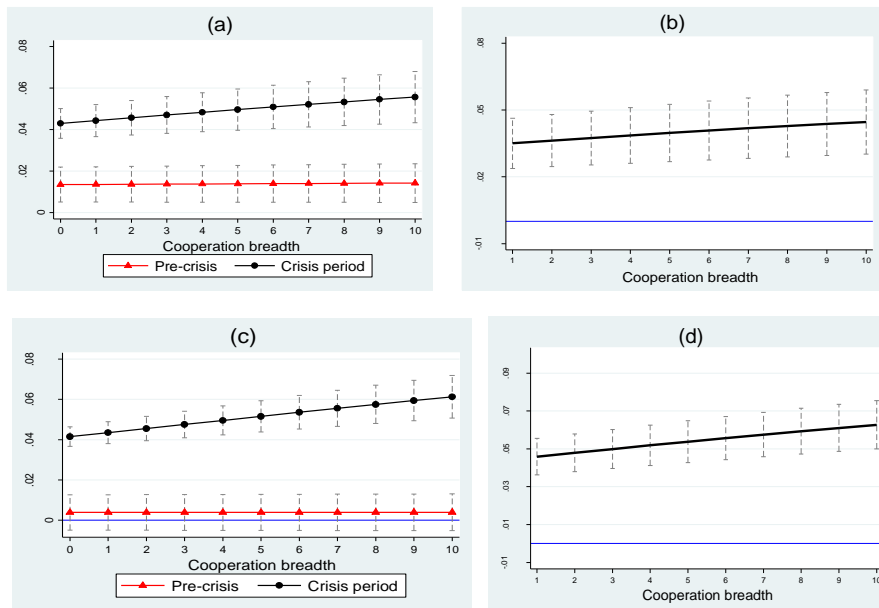 (a)
.08
.06
.04
.02
0
0 1 2 3 4 5 6 7 8 9 10
Cooperation breadth
Pre-crisis Crisis period
(b)
.08
.05
.02
-.01
1 2 3 4 5 6 7 8 9 10
Cooperation breadth
(c)
.08
.06
.04
.02
0
0 1 2 3 4 5 6 7 8 9 10
Cooperation breadth
Pre-crisis Crisis period
(d)
.09
.07
.05
.03
.01
-.01
1 2 3 4 5 6 7 8 9 10
Cooperation breadth